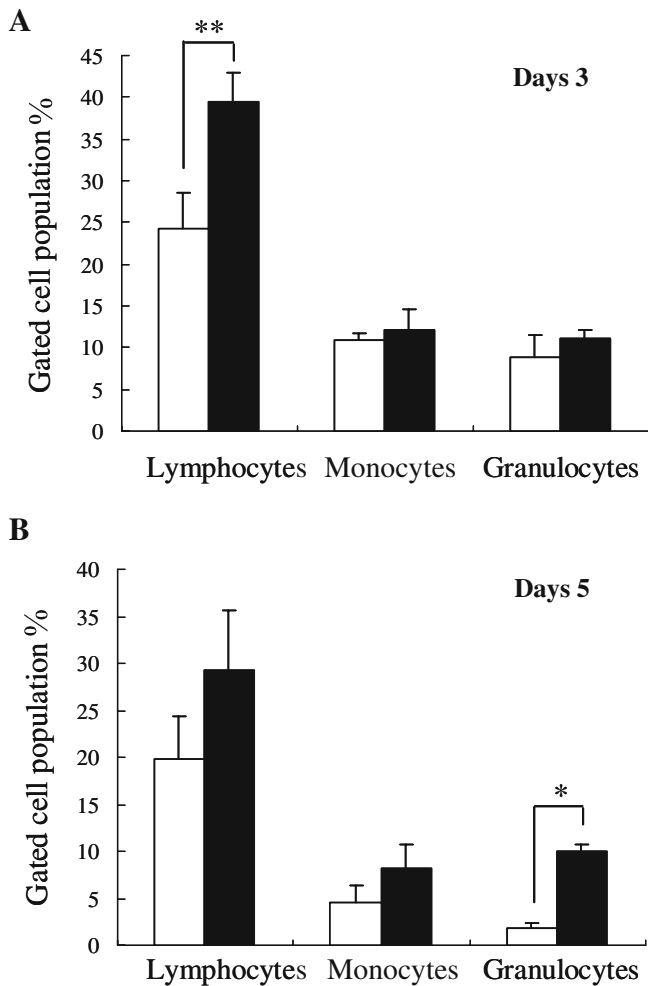 A
**
Days 3
Gated cell population %
45
40
35
30
25
20
15
10
5
0
Lymphocytes Monocytes Granulocytes
B
Days 5
Gated cell population %
40
35
30
25
20
15
10
5
0
*
Lymphocytes Monocytes Granulocytes